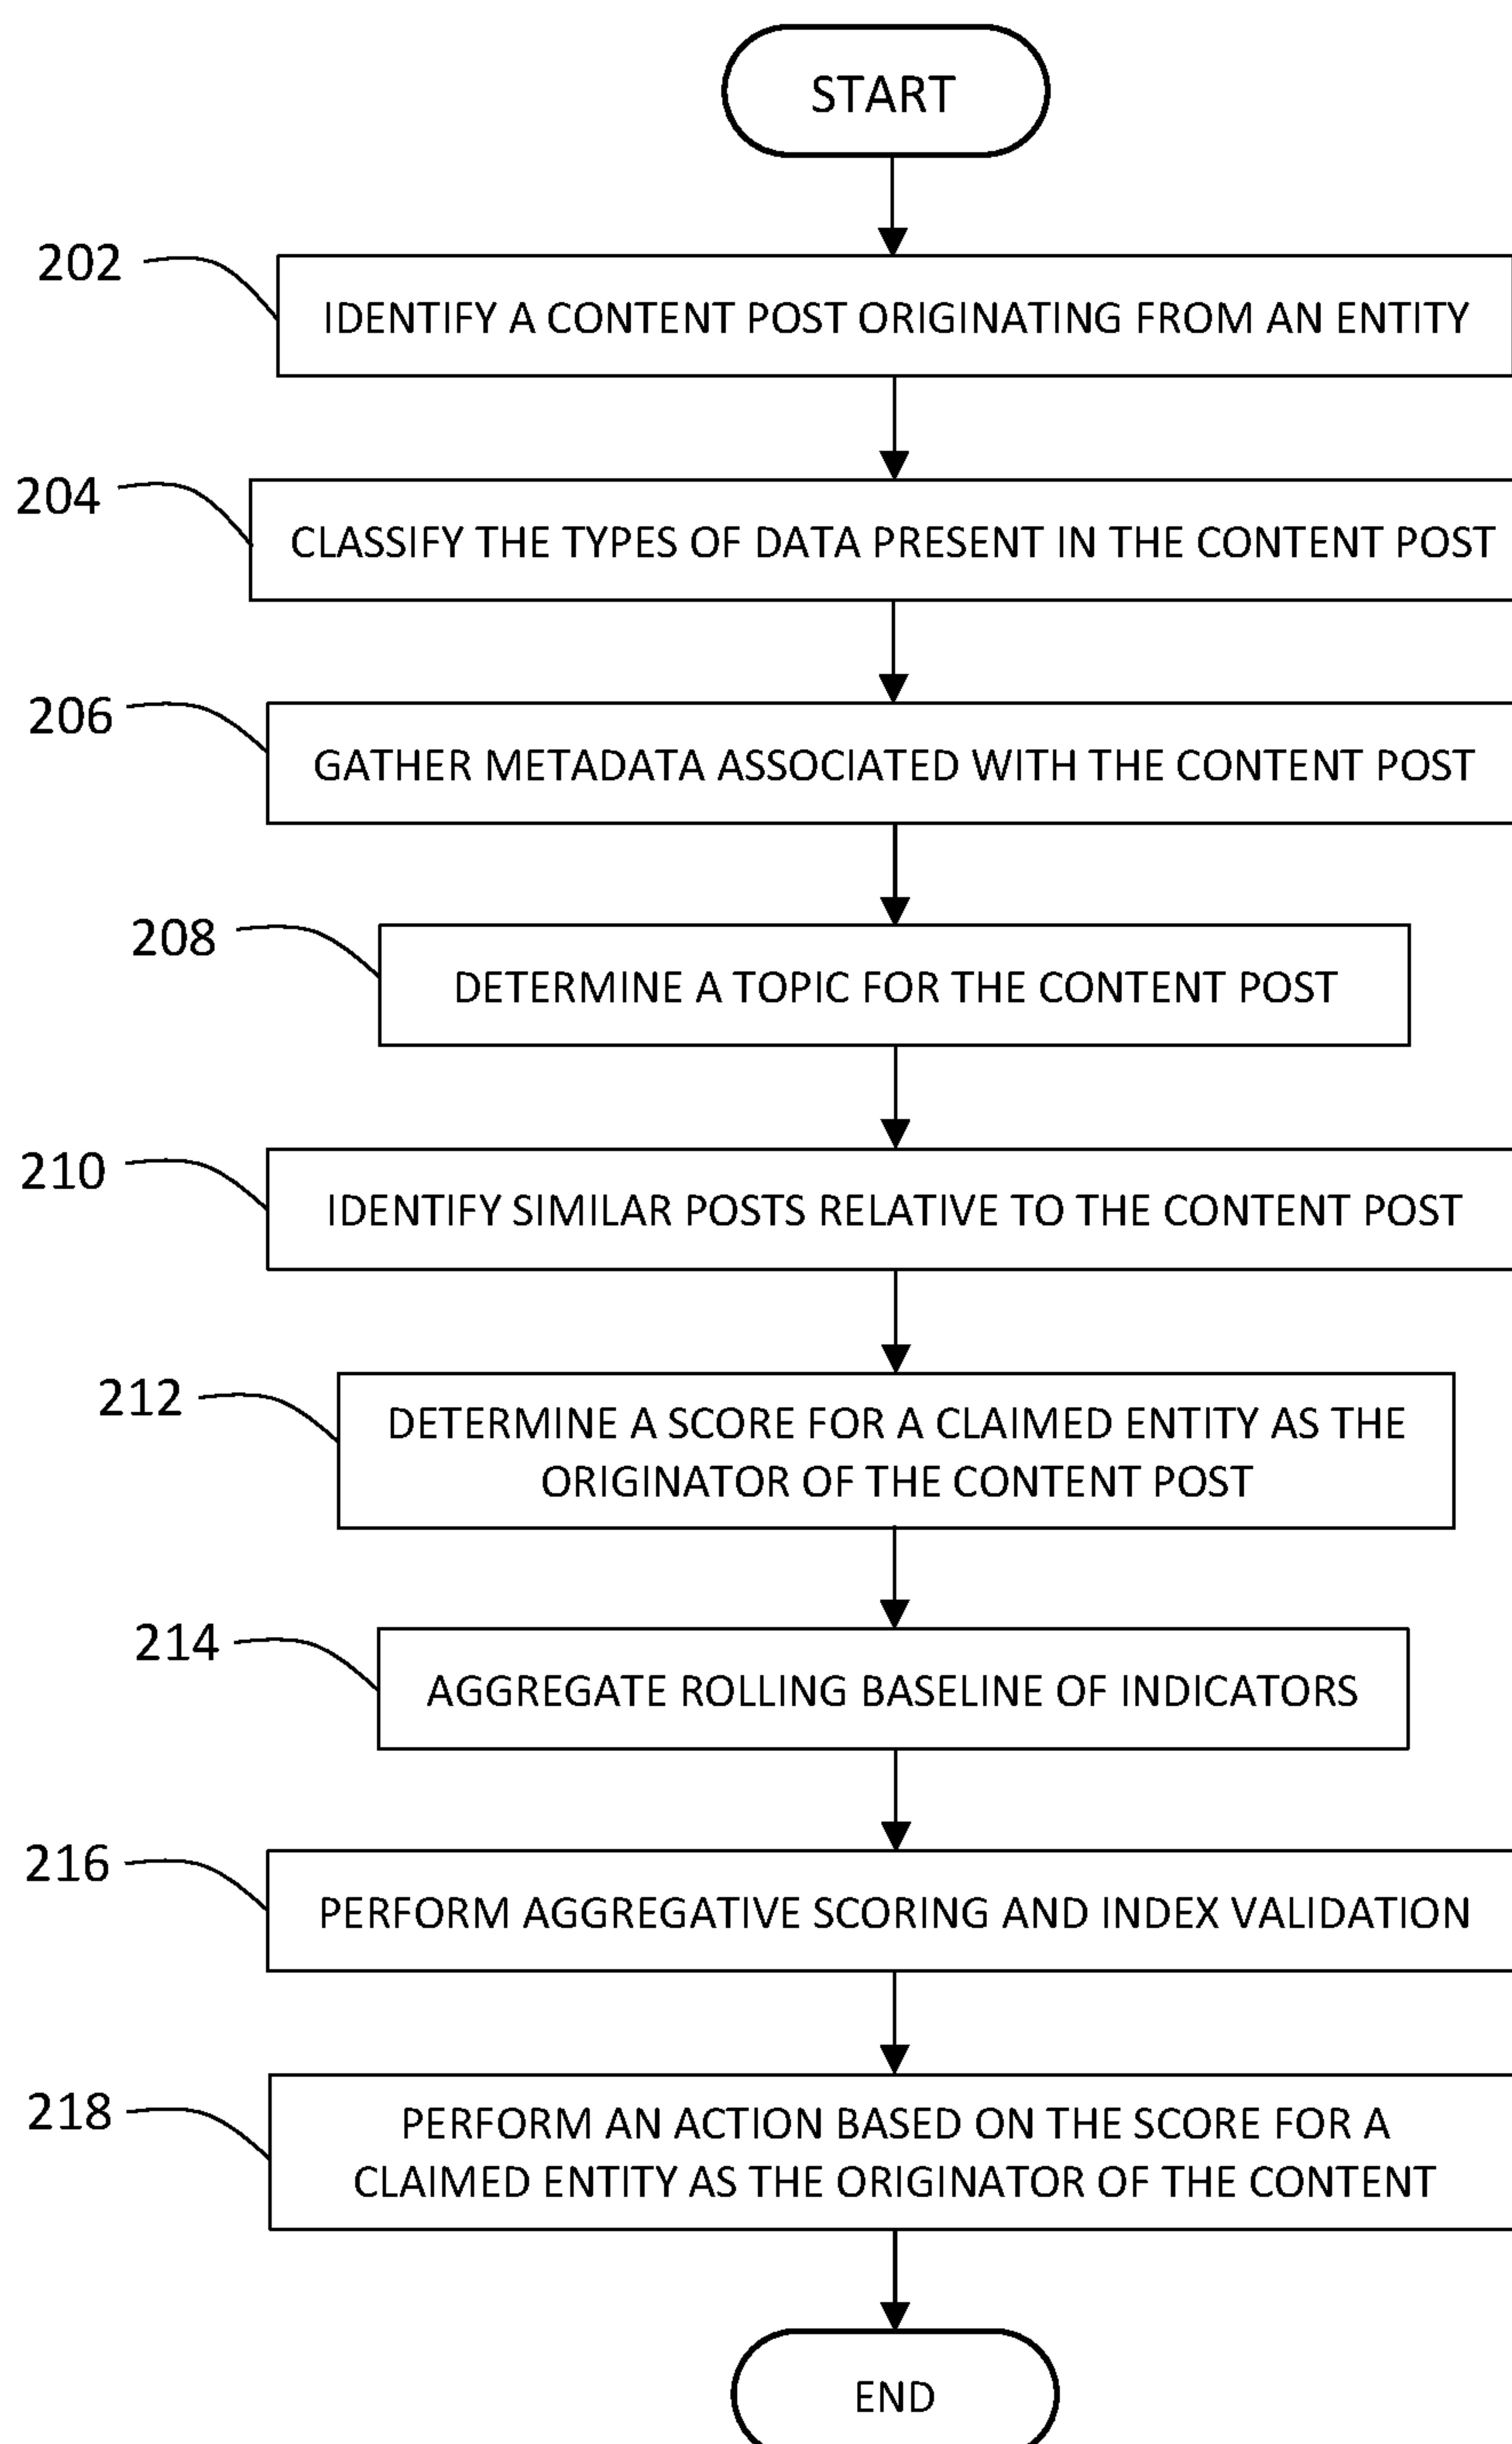 START
202
IDENTIFY A CONTENT POST ORIGINATING FROM AN ENTITY
204
CLASSIFY THE TYPES OF DATA PRESENT IN THE CONTENT POST
206
GATHER METADATA ASSOCIATED WITH THE CONTENT POST
208
DETERMINE A TOPIC FOR THE CONTENT POST
210
IDENTIFY SIMILAR POSTS RELATIVE TO THE CONTENT POST
212
DETERMINE A SCORE FOR A CLAIMED ENTITY AS THE
ORIGINATOR OF THE CONTENT POST
214
AGGREGATE ROLLING BASELINE OF INDICATORS
216
PERFORM AGGREGATIVE SCORING AND INDEX VALIDATION
218
PERFORM AN ACTION BASED ON THE SCORE FOR A
CLAIMED ENTITY AS THE ORIGINATOR OF THE CONTENT
END